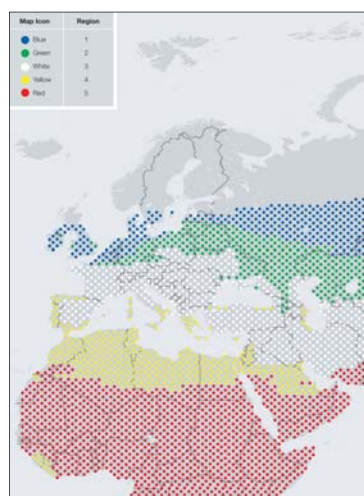 Map Icon Region
Blue 1
Green 2
White 3
Yellow 4
Red 5